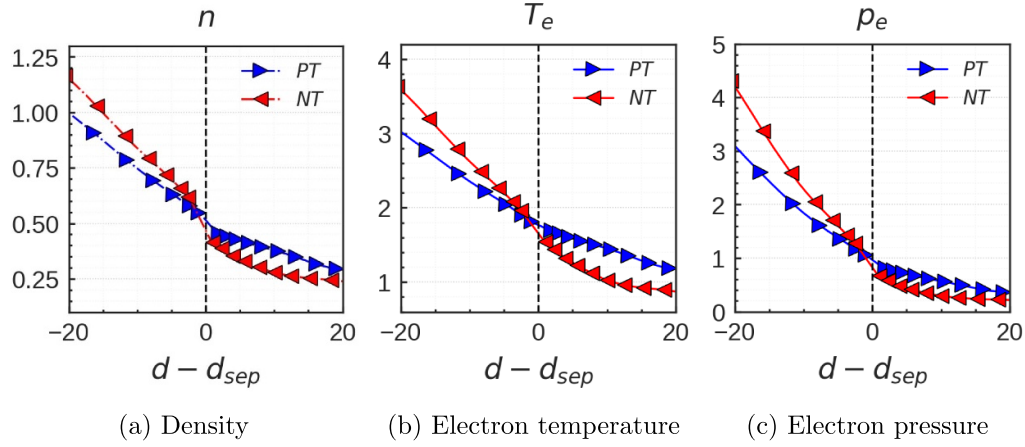 n
1.25
1.00
0.75
0.50
0.25
−20
0
20
PT
NT
d − d_sep
(a) Density
T_e
4
3
2
1
−20
0
20
PT
NT
d − d_sep
(b) Electron temperature
p_e
5
4
3
2
1
0
−20
0
20
PT
NT
d − d_sep
(c) Electron pressure